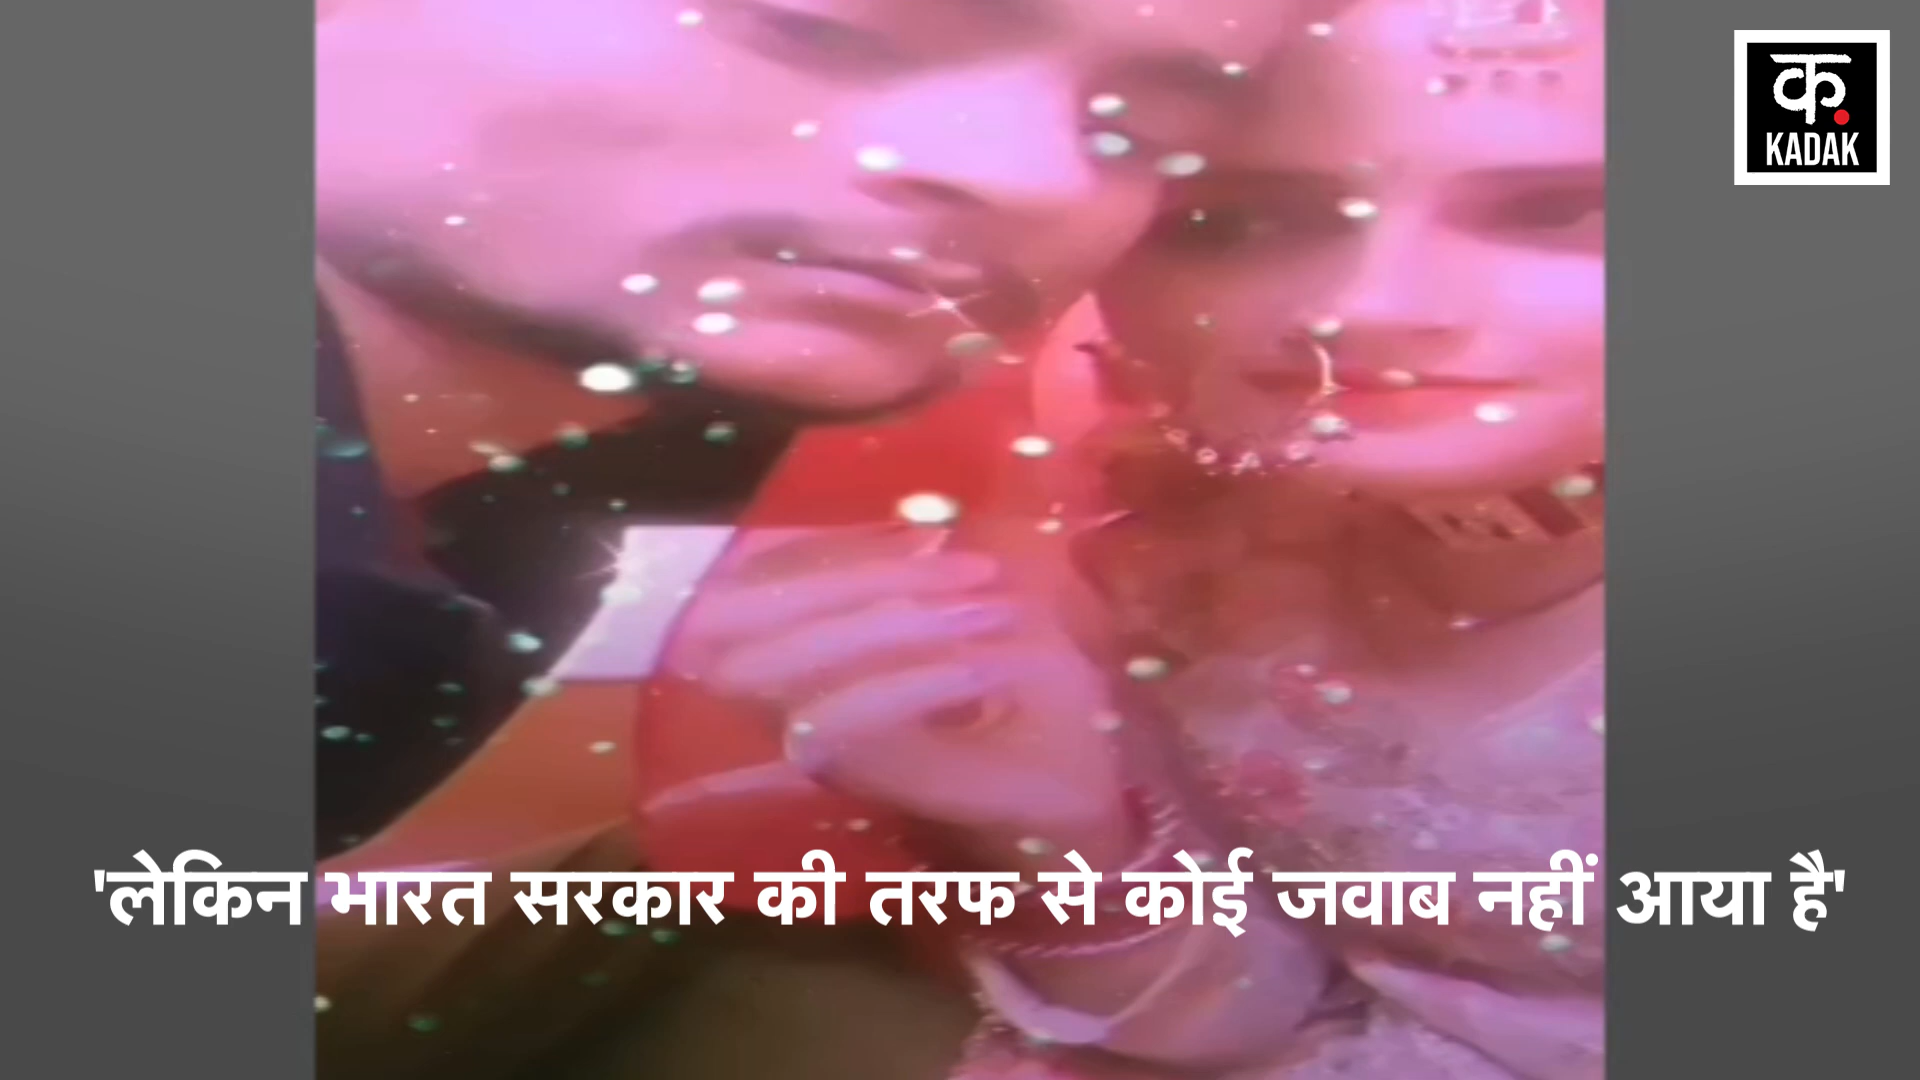 क
KADAK
'लेकिन भारत सरकार की तरफ से कोई जवाब नहीं आया है'